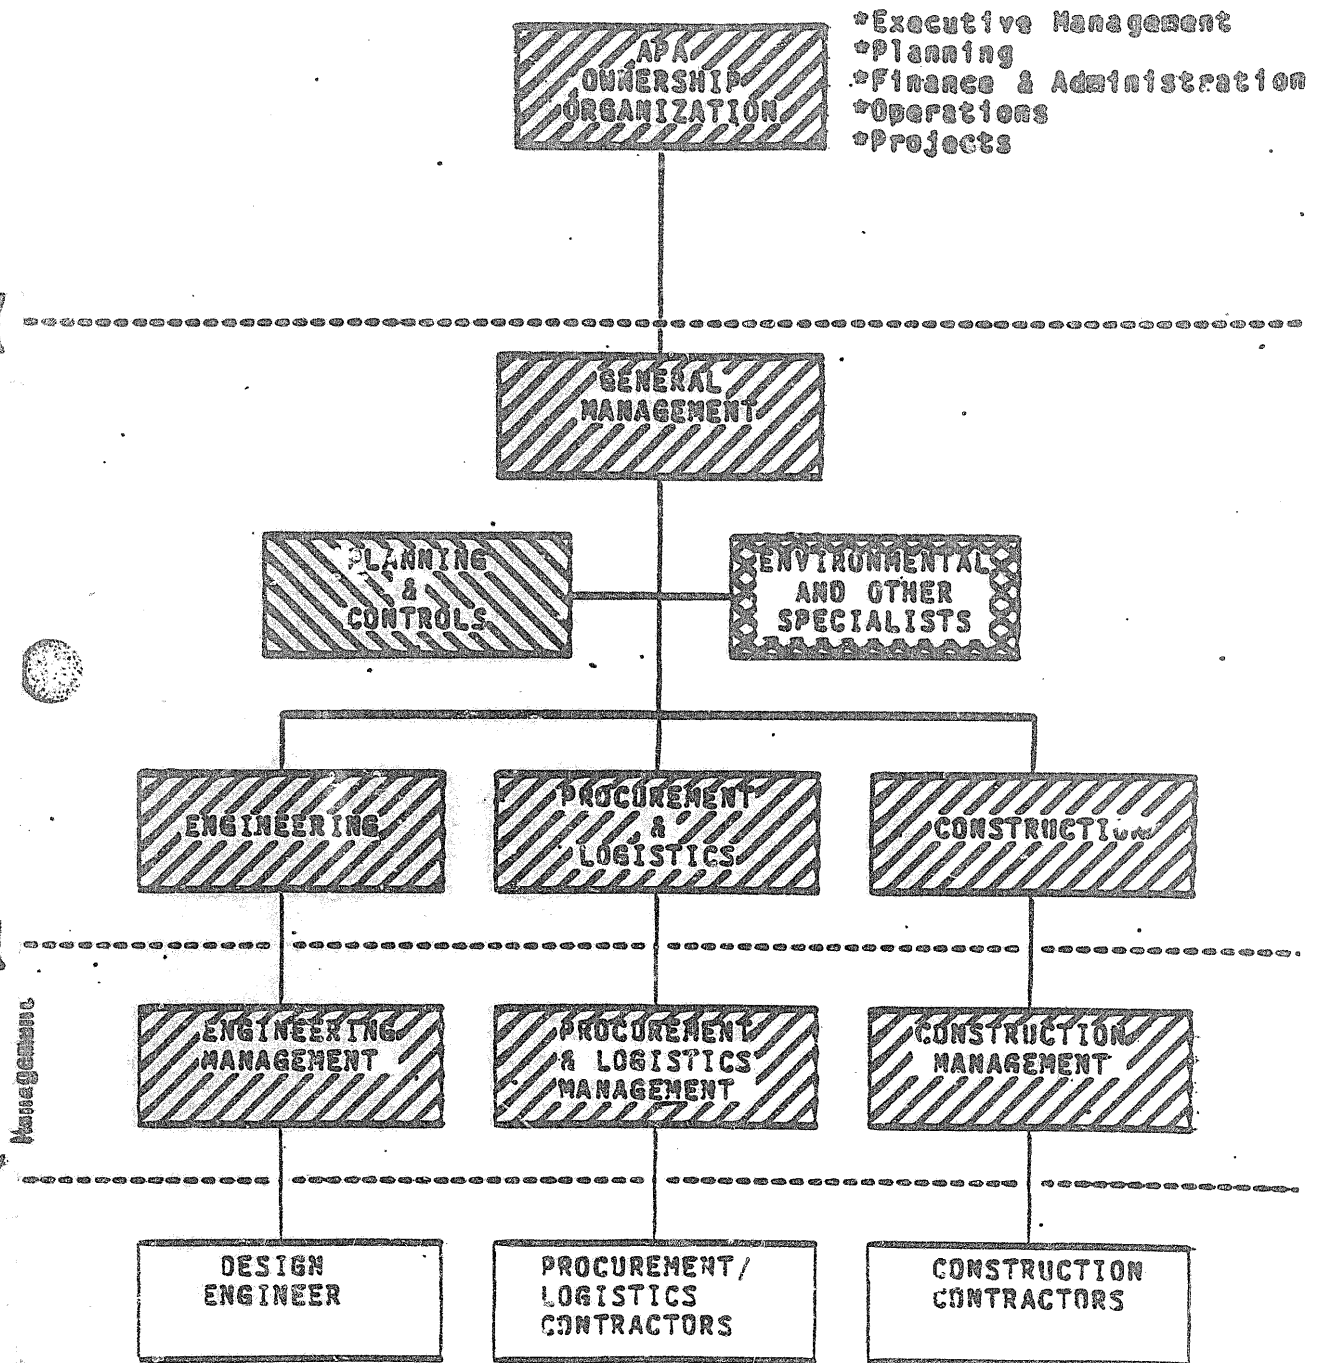 APA
OWNERSHIP
ORGANIZATION
*Executive Management
*Planning
*Finance & Administration
*Operations
*Projects
GENERAL
MANAGEMENT
PLANNING
&
CONTROLS
ENVIRONMENTAL
AND OTHER
SPECIALISTS
ENGINEERING
PROCUREMENT
&
LOGISTICS
CONSTRUCTION
Management
ENGINEERING
MANAGEMENT
PROCUREMENT
& LOGISTICS
MANAGEMENT
CONSTRUCTION
MANAGEMENT
DESIGN
ENGINEER
PROCUREMENT/
LOGISTICS
CONTRACTORS
CONSTRUCTION
CONTRACTORS